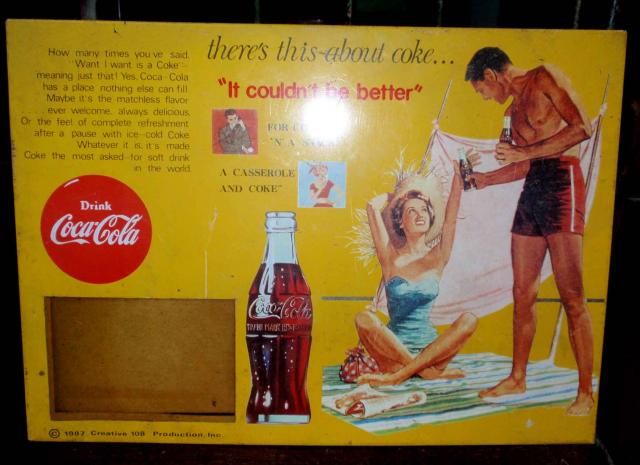 How many times you've said,
"Want I want is a Coke"-
meaning just that! Yes, Coca-Cola
has a place nothing else can fill.
Maybe it's the matchless flavor
ever welcome, always delicious,
Or the feel of complete refreshment
after a pause with ice-cold Coke
Whatever it is, it's made
Coke the most asked-for soft drink
in the world
there's this about coke...
"It couldn't be better"
FOR
'N' A
A CASSEROLE
AND COKE"
Drink
Coca-Cola
Coca-Cola
TRADE MARK
© 1987 Creative 108 Production, Inc.